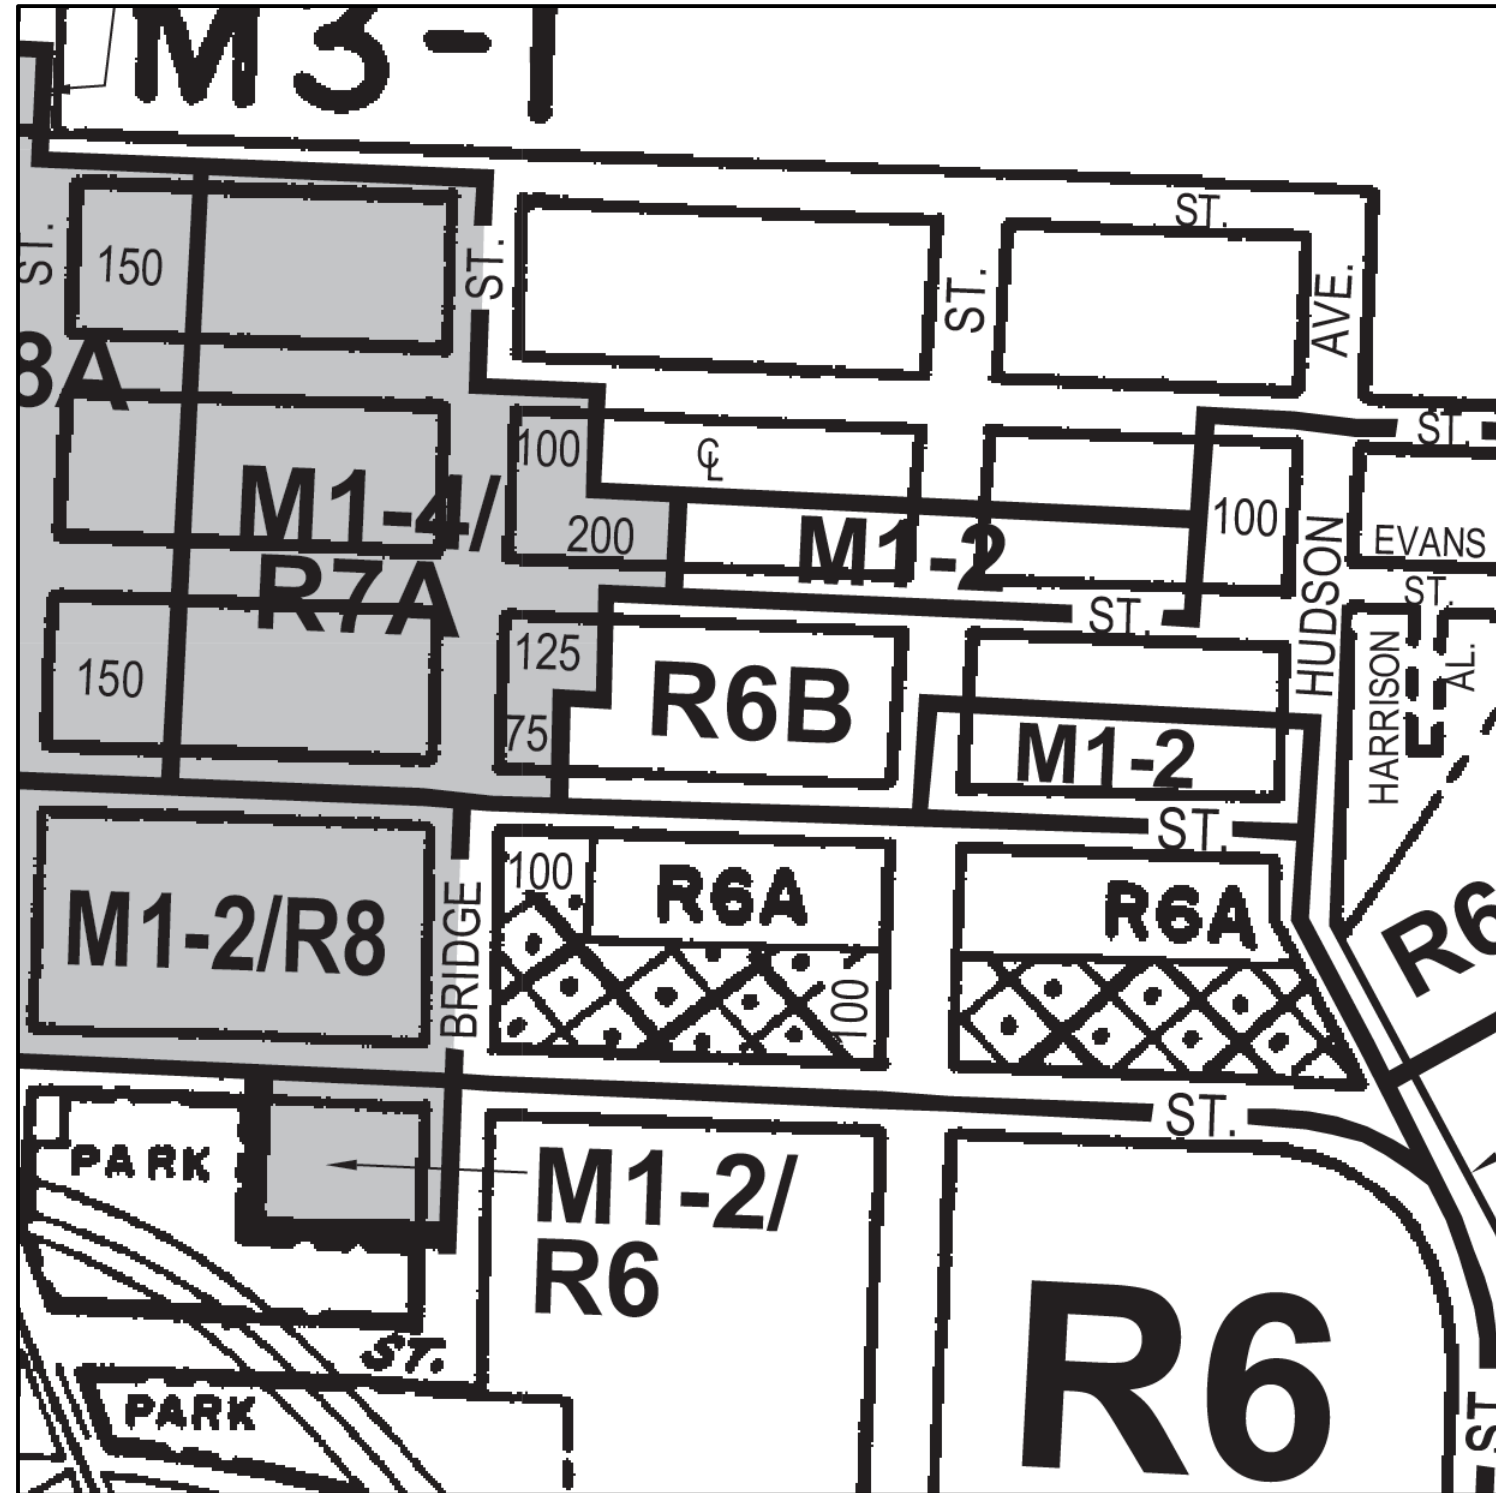 M3-1
ST.
ST.
150
ST.
ST.
AVE.
8A
100
℄
ST.
M1-4/
R7A
200
M1-2
100
HUDSON
EVANS
ST.
ST.
125
75
R6B
150
HARRISON
AL.
M1-2
ST.
M1-2/R8
BRIDGE
100
R6A
100
R6A
R6
ST.
PARK
M1-2/
R6
ST.
PARK
R6
ST.